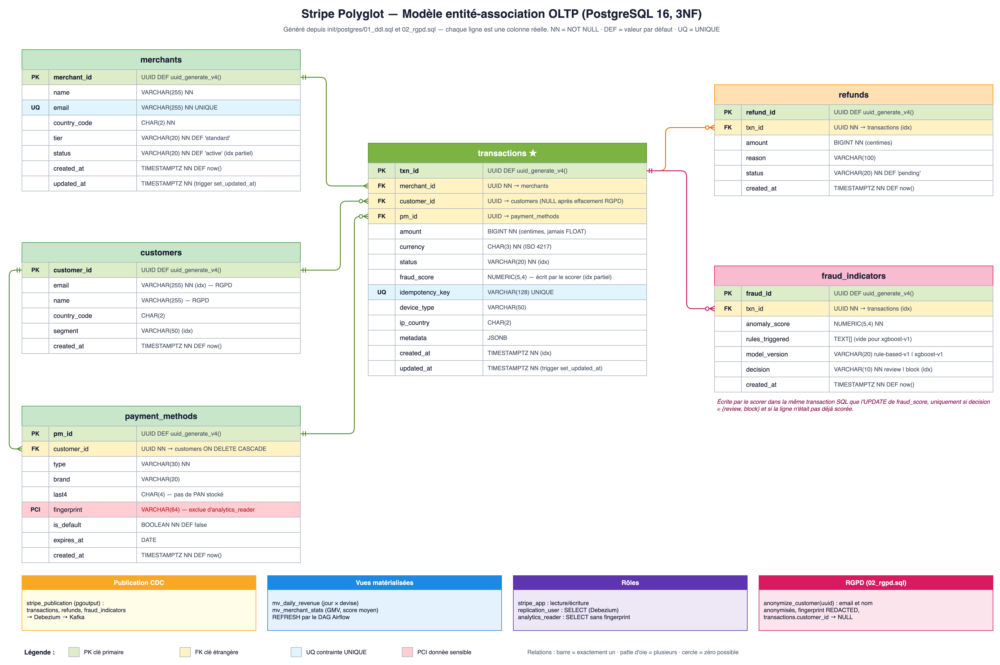 Stripe Polyglot — Modèle entité-association OLTP (PostgreSQL 16, 3NF)
Généré depuis init/postgres/01_ddl.sql et 02_rgpd.sql — chaque ligne est une colonne réelle. NN = NOT NULL · DEF = valeur par défaut · UQ = UNIQUE
merchants
PK merchant_id UUID DEF uuid_generate_v4()
name VARCHAR(255) NN
UQ email VARCHAR(255) NN UNIQUE
country_code CHAR(2) NN
tier VARCHAR(20) NN DEF 'standard'
status VARCHAR(20) NN DEF 'active' (idx partiel)
created_at TIMESTAMPTZ NN DEF now()
updated_at TIMESTAMPTZ NN (trigger set_updated_at)
customers
PK customer_id UUID DEF uuid_generate_v4()
email VARCHAR(255) NN (idx) — RGPD
name VARCHAR(255) — RGPD
country_code CHAR(2)
segment VARCHAR(50) (idx)
created_at TIMESTAMPTZ NN DEF now()
payment_methods
PK pm_id UUID DEF uuid_generate_v4()
FK customer_id UUID NN → customers ON DELETE CASCADE
type VARCHAR(30) NN
brand VARCHAR(20)
last4 CHAR(4) — pas de PAN stocké
PCI fingerprint VARCHAR(64) — exclue d'analytics_reader
is_default BOOLEAN NN DEF false
expires_at DATE
created_at TIMESTAMPTZ NN DEF now()
transactions ★
PK txn_id UUID DEF uuid_generate_v4()
FK merchant_id UUID NN → merchants
FK customer_id UUID → customers (NULL après effacement RGPD)
FK pm_id UUID → payment_methods
amount BIGINT NN (centimes, jamais FLOAT)
currency CHAR(3) NN (ISO 4217)
status VARCHAR(20) NN (idx)
fraud_score NUMERIC(5,4) — écrit par le scorer (idx partiel)
UQ idempotency_key VARCHAR(128) UNIQUE
device_type VARCHAR(50)
ip_country CHAR(2)
metadata JSONB
created_at TIMESTAMPTZ NN (idx)
updated_at TIMESTAMPTZ NN (trigger set_updated_at)
refunds
PK refund_id UUID DEF uuid_generate_v4()
FK txn_id UUID NN → transactions (idx)
amount BIGINT NN (centimes)
reason VARCHAR(100)
status VARCHAR(20) NN DEF 'pending'
created_at TIMESTAMPTZ NN DEF now()
fraud_indicators
PK fraud_id UUID DEF uuid_generate_v4()
FK txn_id UUID NN → transactions (idx)
anomaly_score NUMERIC(5,4) NN
rules_triggered TEXT[] (vide pour xgboost-v1)
model_version VARCHAR(20) rule-based-v1 | xgboost-v1
decision VARCHAR(10) NN review | block (idx)
created_at TIMESTAMPTZ NN DEF now()
Écrite par le scorer dans la même transaction SQL que l'UPDATE de fraud_score, uniquement si decision
∈ {review, block} et si la ligne n'était pas déjà scorée.
Publication CDC
stripe_publication (pgoutput) :
transactions, refunds, fraud_indicators
→ Debezium → Kafka
Vues matérialisées
mv_daily_revenue (jour × devise)
mv_merchant_stats (GMV, score moyen)
REFRESH par le DAG Airflow
Rôles
stripe_app : lecture/écriture
replication_user : SELECT (Debezium)
analytics_reader : SELECT sans fingerprint
RGPD (02_rgpd.sql)
anonymize_customer(uuid) : email et nom
anonymisés, fingerprint REDACTED,
transactions.customer_id → NULL
Légende : PK clé primaire FK clé étrangère UQ contrainte UNIQUE PCI donnée sensible Relations : barre = exactement un · patte d'oie = plusieurs · cercle = zéro possible